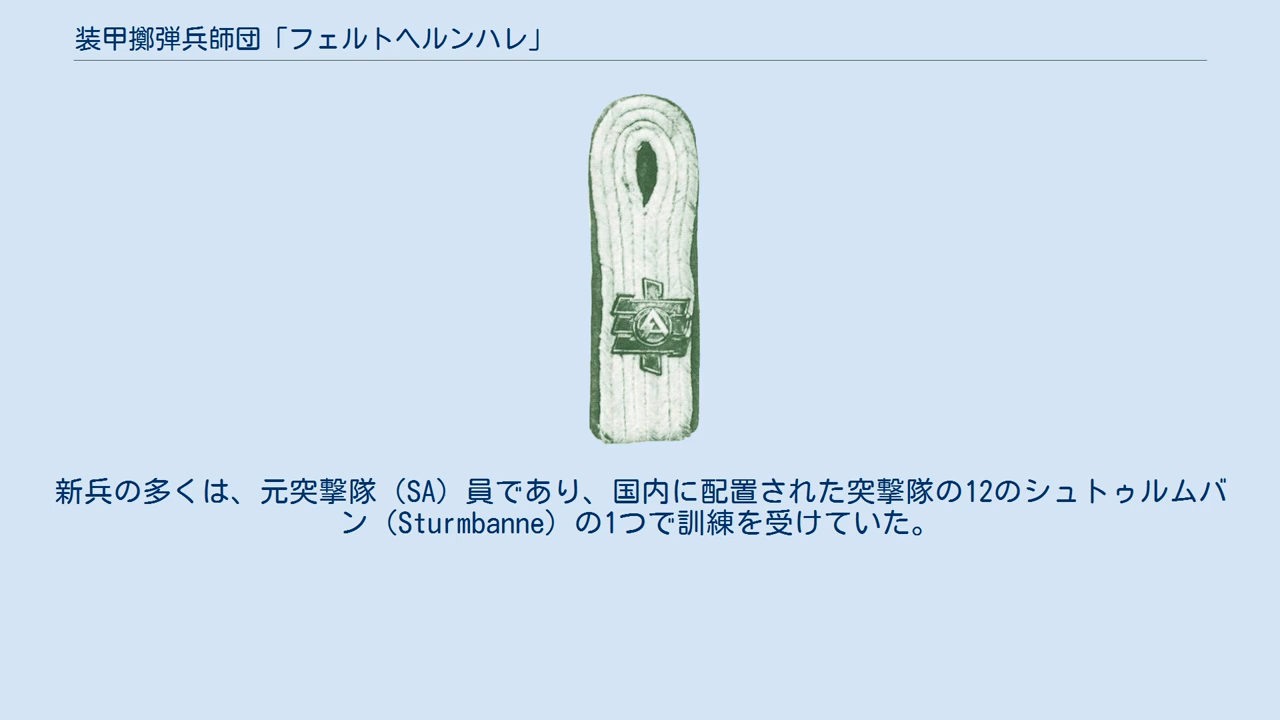 装甲擲弾兵師団「フェルトヘルンハレ」
新兵の多くは、元突撃隊（SA）員であり、国内に配置された突撃隊の12のシュトゥルムバ
ン（Sturmbanne）の1つで訓練を受けていた。